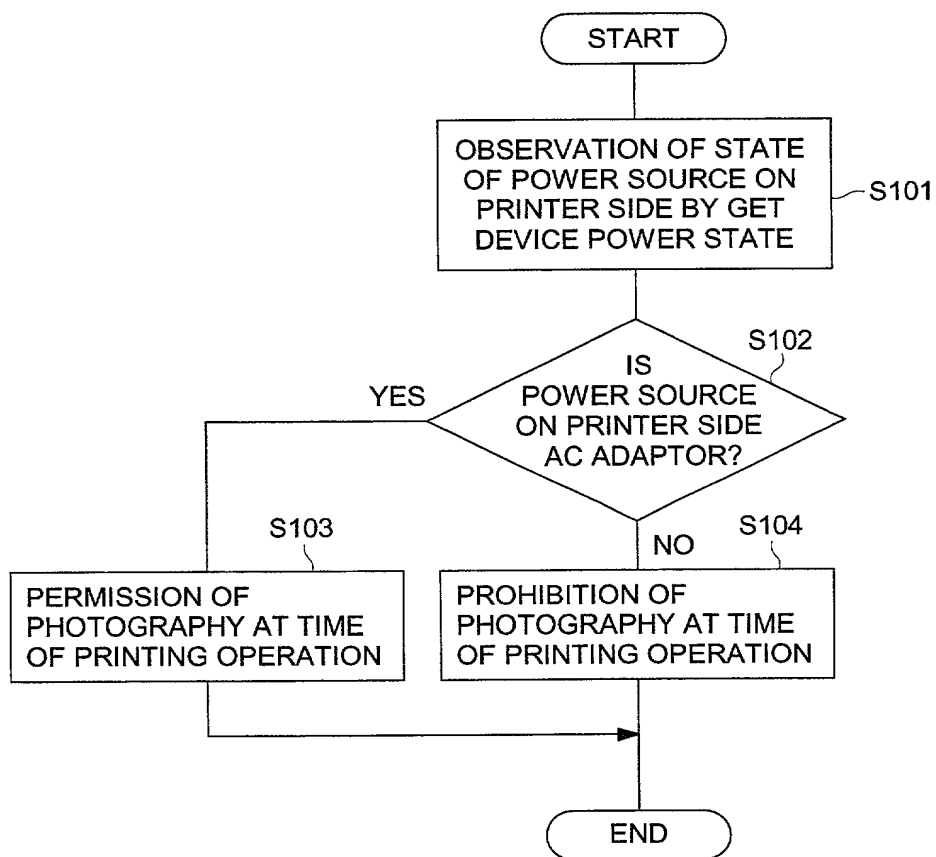 START
OBSERVATION OF STATE
OF POWER SOURCE ON
PRINTER SIDE BY GET
DEVICE POWER STATE
S101
S102
IS
POWER SOURCE
ON PRINTER SIDE
AC ADAPTOR?
YES
NO
S103
PERMISSION OF
PHOTOGRAPHY AT TIME
OF PRINTING OPERATION
S104
PROHIBITION OF
PHOTOGRAPHY AT TIME
OF PRINTING OPERATION
END